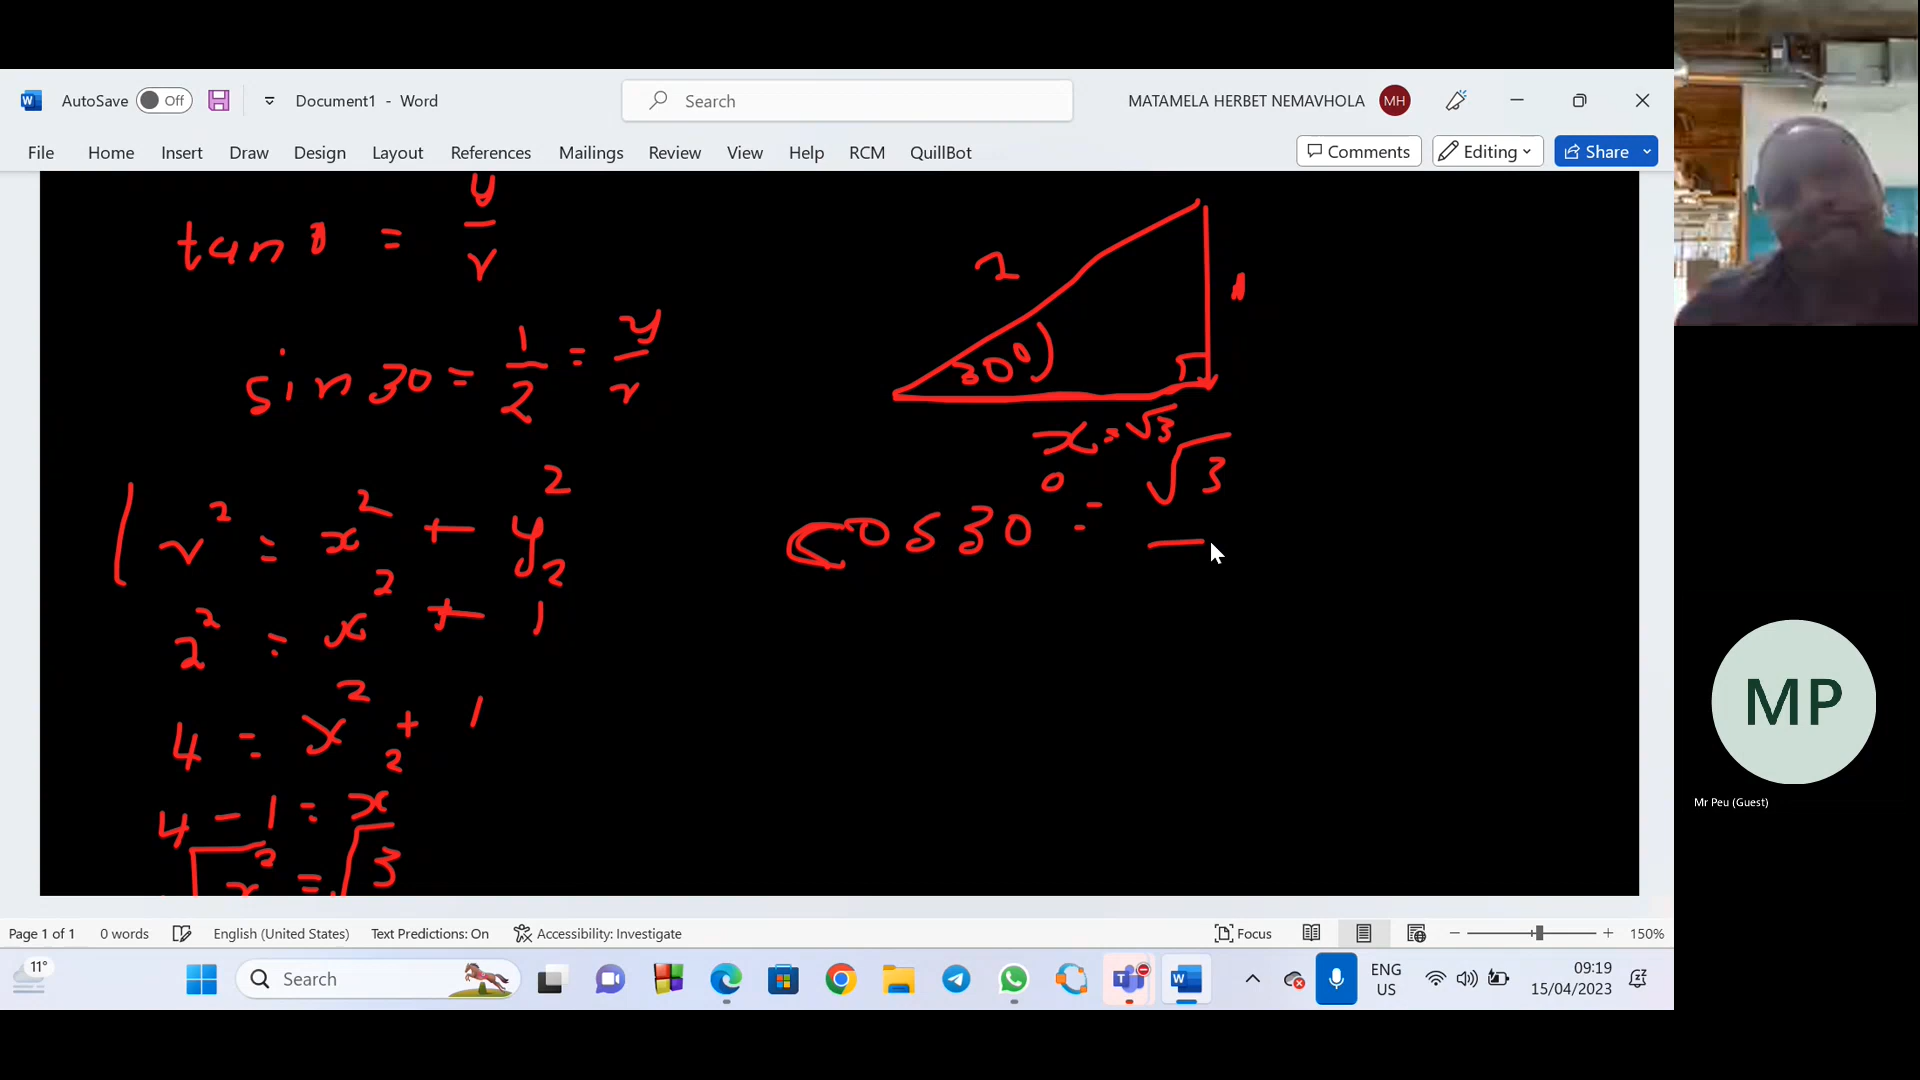 AutoSave Off Document1 - Word Search MATAMELA HERBET NEMAVHOLA MH
File Home Insert Draw Design Layout References Mailings Review View Help RCM QuillBot Comments Editing Share
tan θ = y/r
sin 30 = 1/2 = y/r
r² = x² + y²
2² = x² + 1²
4 = x² + 1
4 - 1 = x²
√x² = √3
2
1
30°
x = √3
cos 30° = √3
MP
Mr Peu (Guest)
Page 1 of 1 0 words English (United States) Text Predictions: On Accessibility: Investigate Focus 150%
11° Search ENG US 09:19 15/04/2023